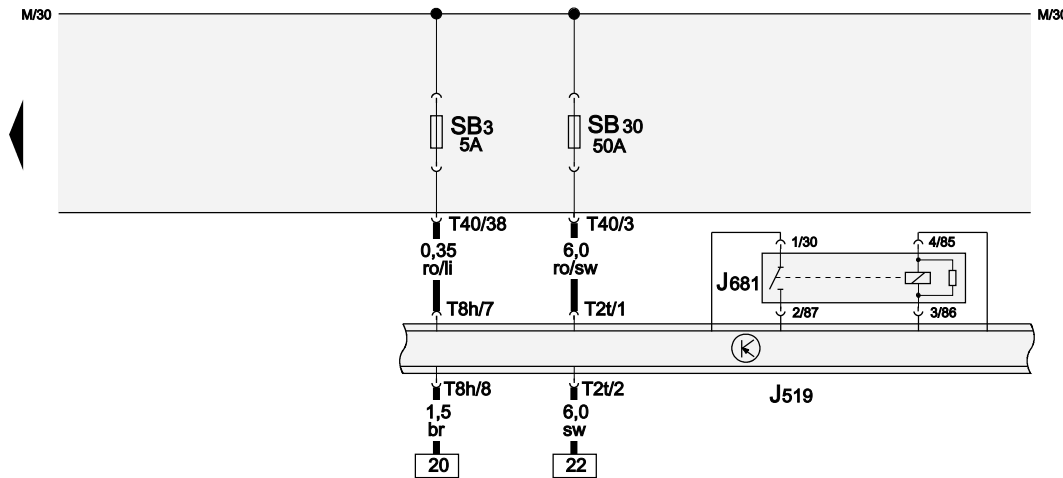 M/30
M/30
SB3
5A
SB 30
50A
T40/38
T40/3
0,35
ro/li
6,0
ro/sw
1/30
4/85
J681
2/87
3/86
T8h/7
T2t/1
T8h/8
T2t/2
J519
1,5
br
6,0
sw
20
22